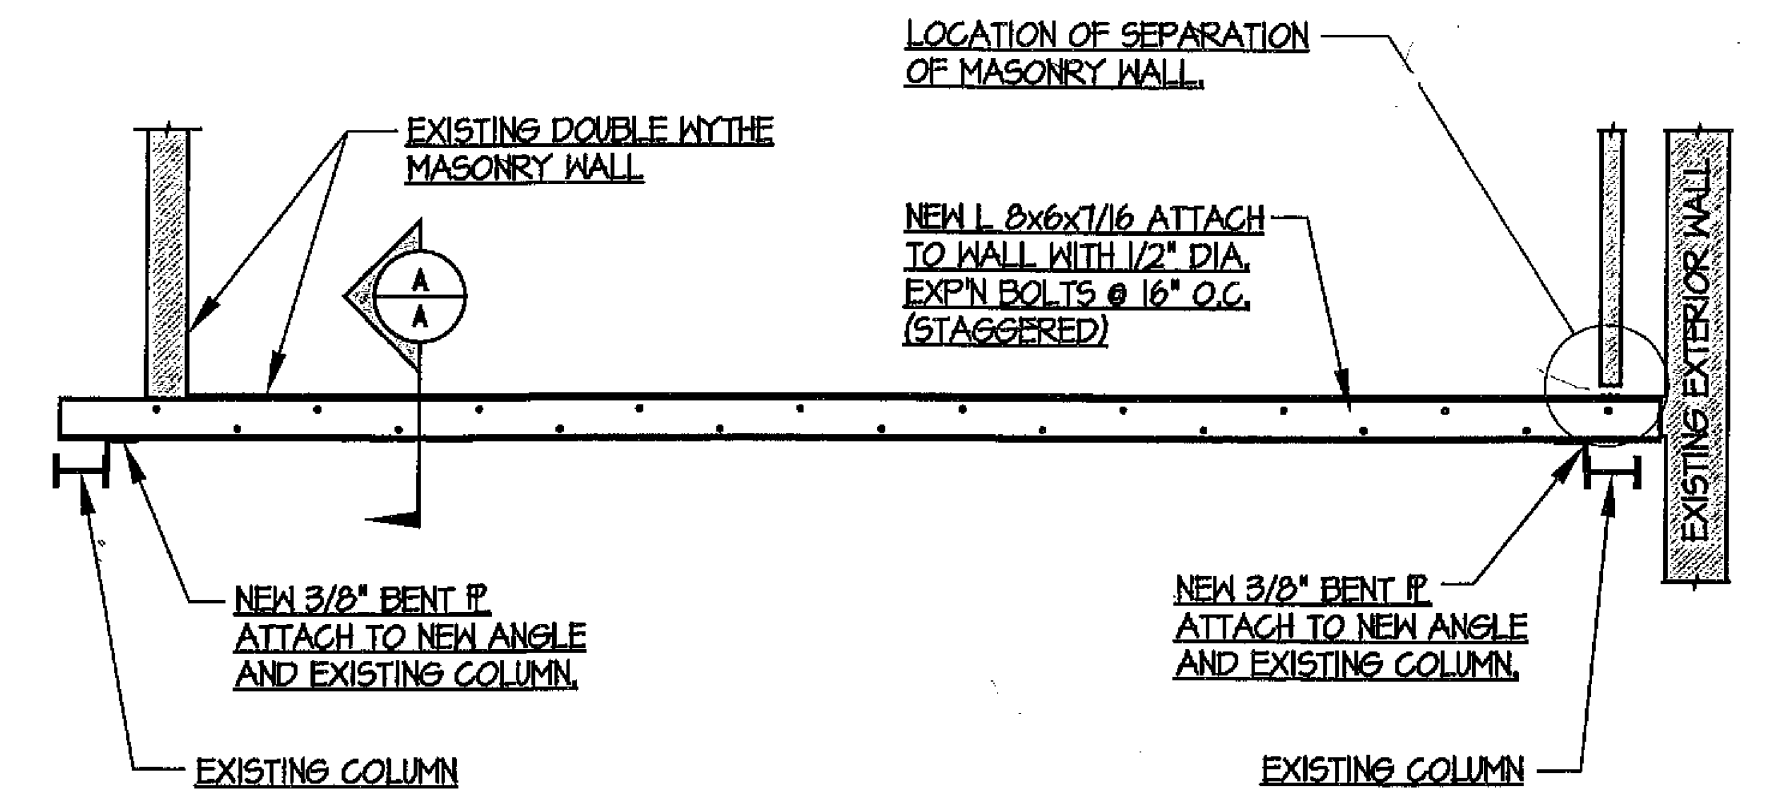 LOCATION OF SEPARATION
OF MASONRY WALL.
EXISTING DOUBLE WYTHE
MASONRY WALL
NEW L 8x6x7/16 ATTACH
TO WALL WITH 1/2" DIA.
EXP'N BOLTS @ 16" O.C.
(STAGGERED)
A
A
EXISTING EXTERIOR WALL
NEW 3/8" BENT PL
ATTACH TO NEW ANGLE
AND EXISTING COLUMN.
NEW 3/8" BENT PL
ATTACH TO NEW ANGLE
AND EXISTING COLUMN.
EXISTING COLUMN
EXISTING COLUMN